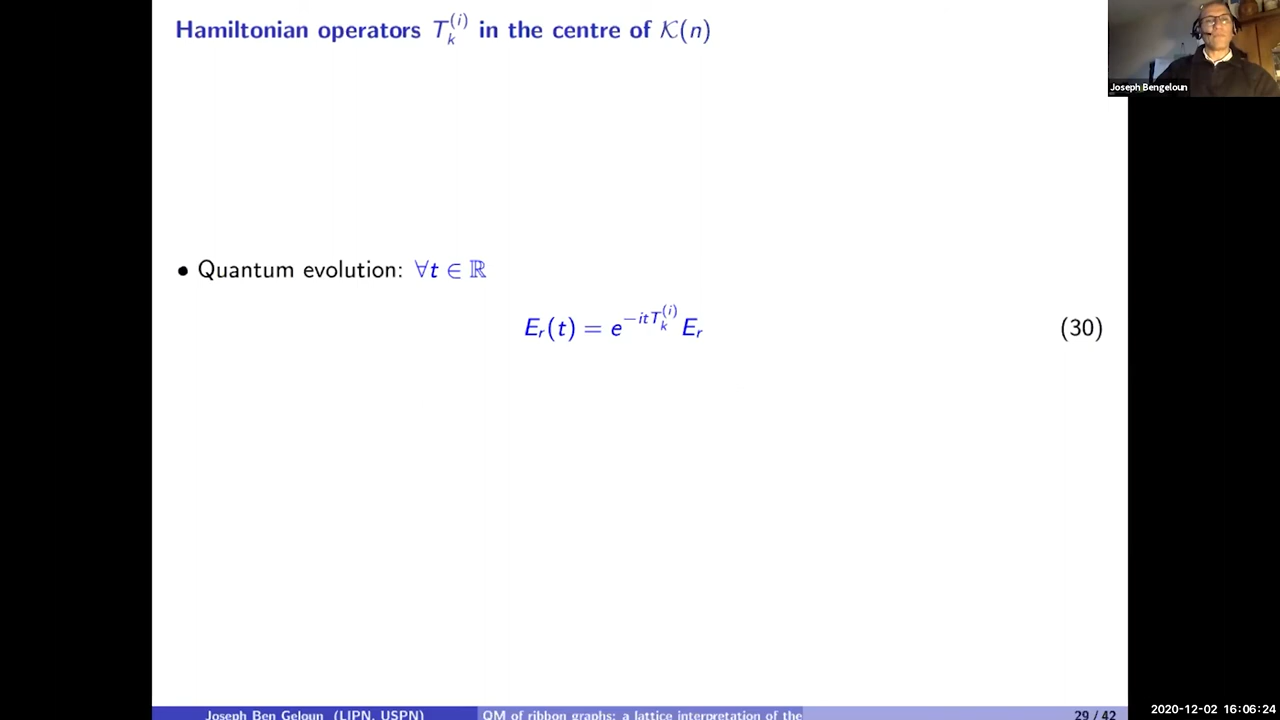 Hamiltonian operators T_k^(i) in the centre of 𝒦(n)
Joseph Bengeloun
• Quantum evolution: ∀t ∈ ℝ
E_r(t) = e^{−itT_k^(i)} E_r (30)
Joseph Ben Geloun (LIPN, USPN) QM of ribbon graphs: a lattice interpretation of the 29 / 42
2020-12-02 16:06:24